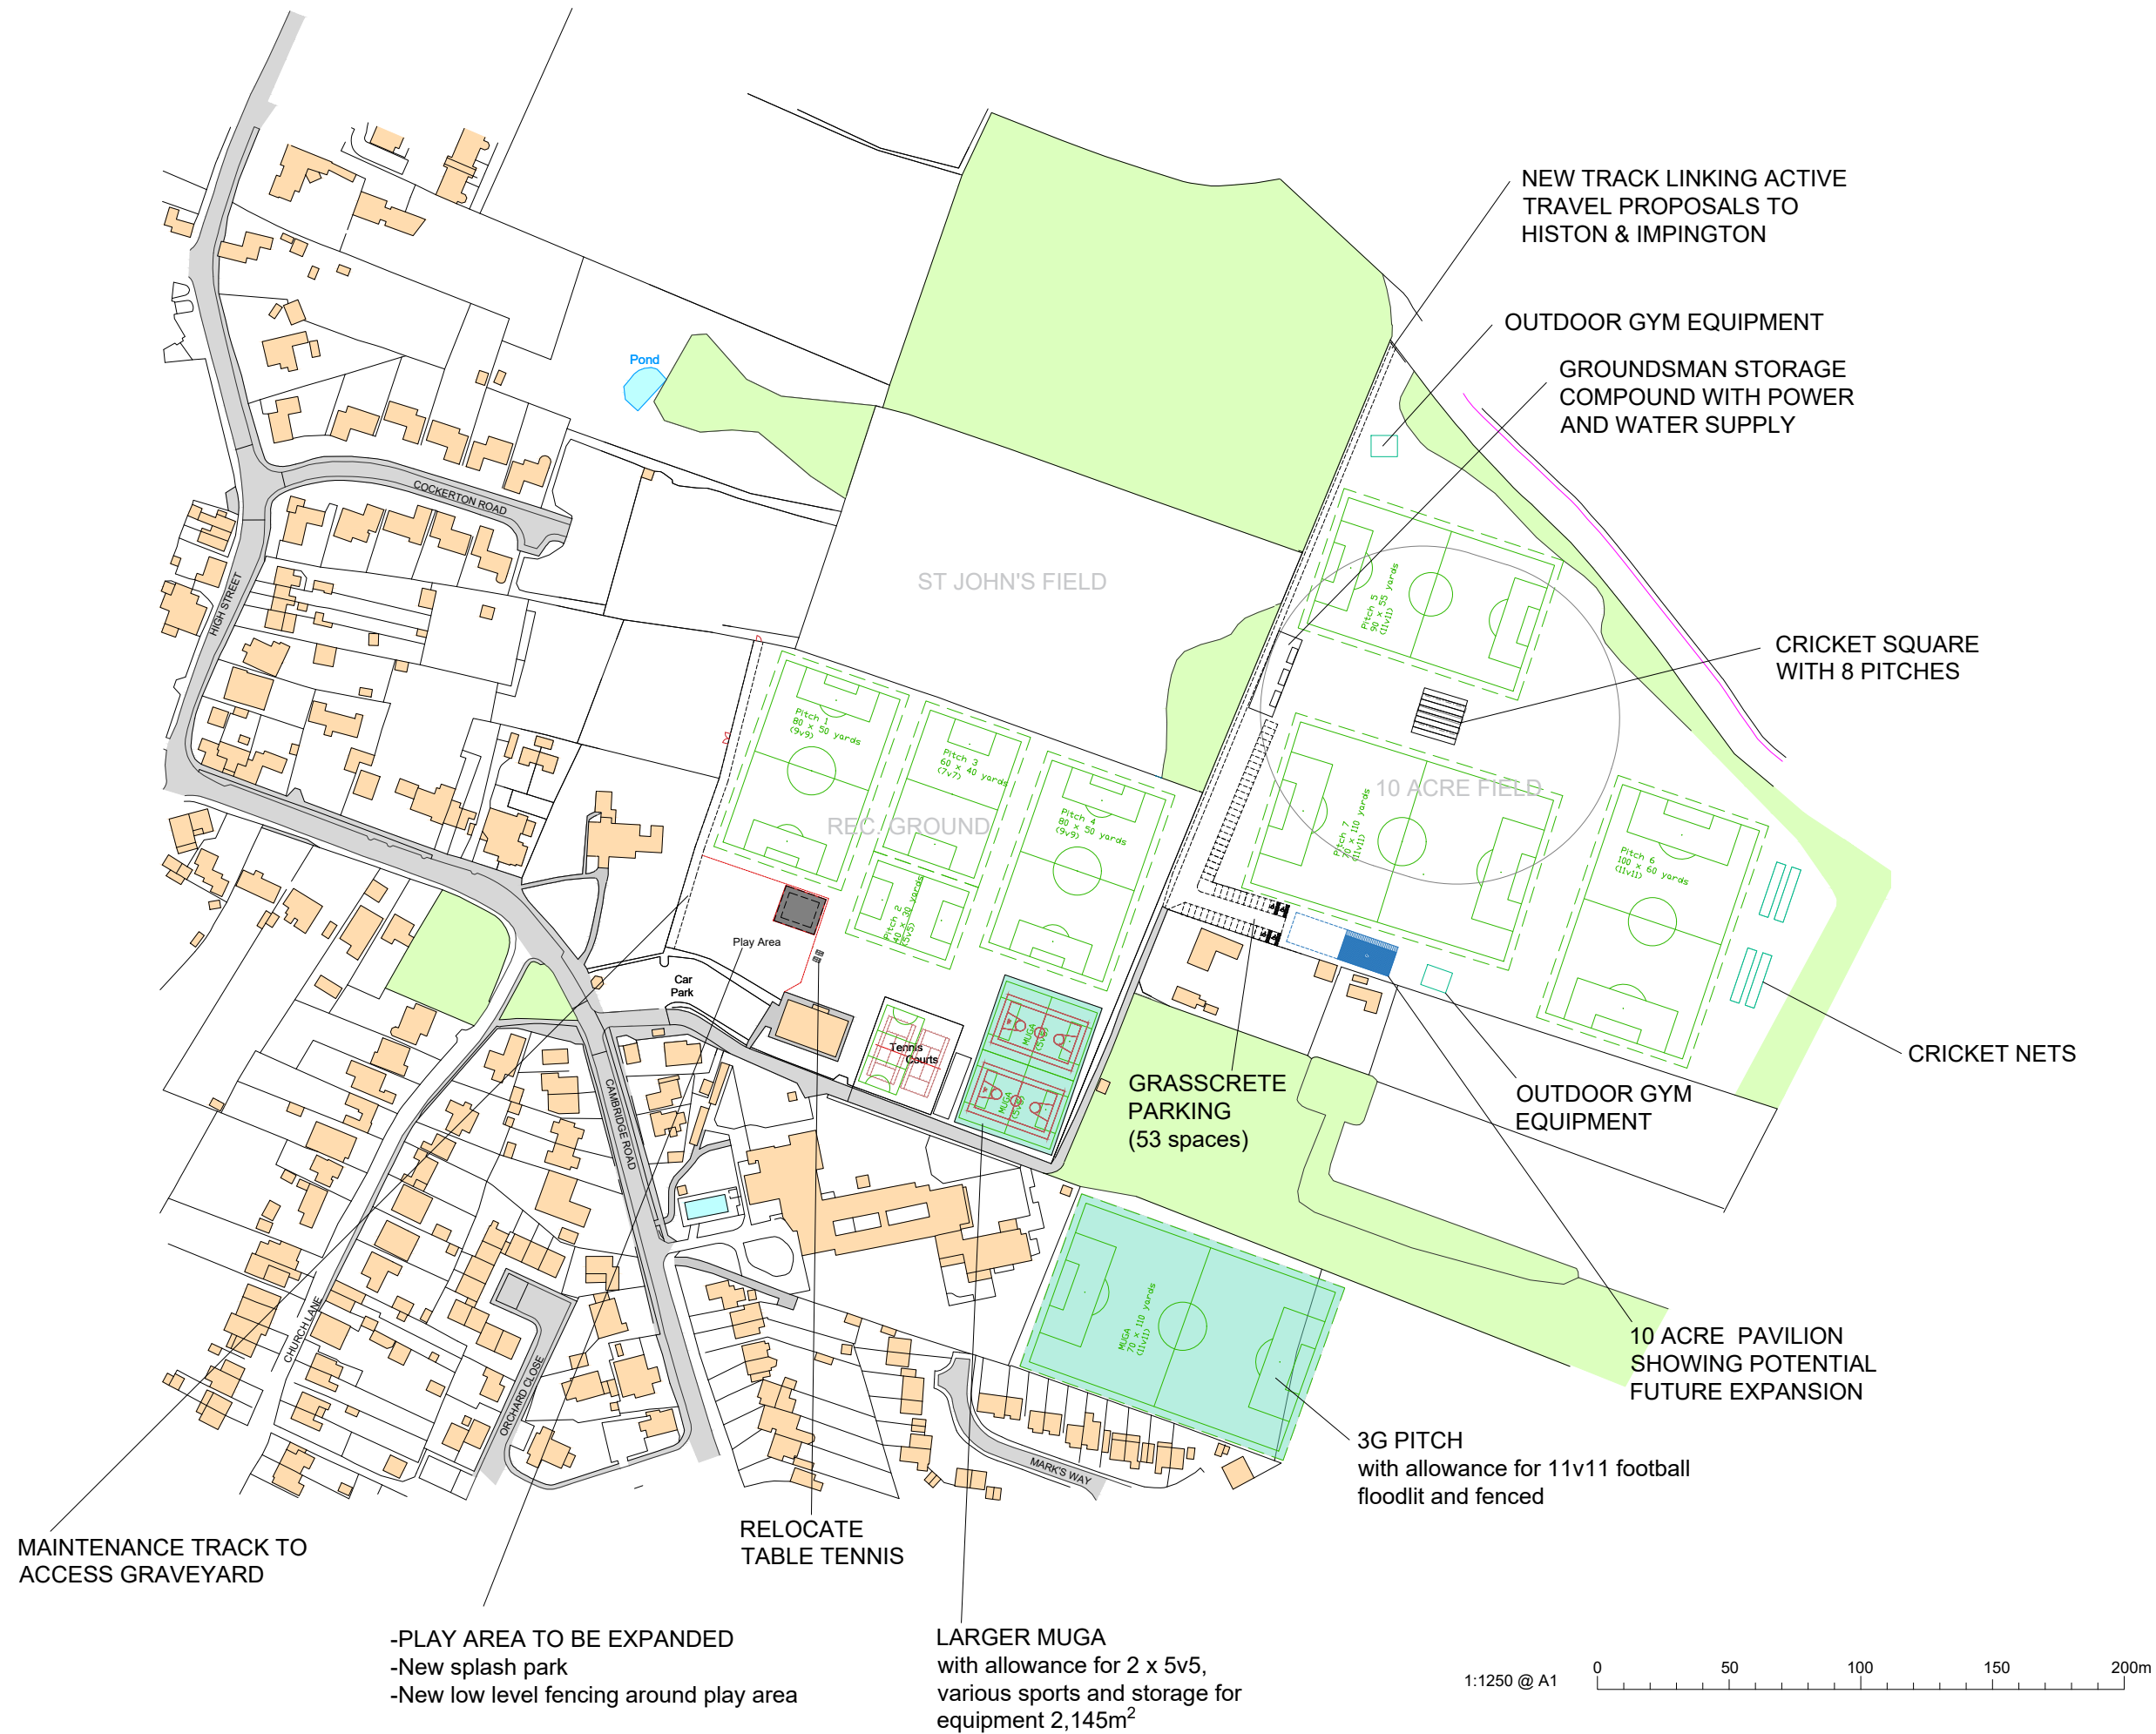 NEW TRACK LINKING ACTIVE
TRAVEL PROPOSALS TO
HISTON & IMPINGTON
OUTDOOR GYM EQUIPMENT
GROUNDSMAN STORAGE
COMPOUND WITH POWER
AND WATER SUPPLY
Pond
COCKERTON ROAD
ST JOHN'S FIELD
HIGH STREET
Pitch 5
90 x 55 yards
(11v11)
CRICKET SQUARE
WITH 8 PITCHES
Pitch 1
80 x 50 yards
(9v9)
Pitch 3
60 x 40 yards
(7v7)
Pitch 4
80 x 50 yards
(9v9)
REC. GROUND
10 ACRE FIELD
Pitch 7
70 x 110 yards
(11v11)
Pitch 6
100 x 60 yards
(11v11)
Pitch 2
40 x 30 yards
(5v5)
Play Area
Car
Park
Tennis
Courts
MUGA
(5v5)
MUGA
(5v5)
GRASSCRETE
PARKING
(53 spaces)
OUTDOOR GYM
EQUIPMENT
CRICKET NETS
CAMBRIDGE ROAD
CHURCH LANE
ORCHARD CLOSE
MUGA
70 x 110 yards
(11v11)
10 ACRE PAVILION
SHOWING POTENTIAL
FUTURE EXPANSION
3G PITCH
with allowance for 11v11 football
floodlit and fenced
MARK'S WAY
MAINTENANCE TRACK TO
ACCESS GRAVEYARD
RELOCATE
TABLE TENNIS
-PLAY AREA TO BE EXPANDED
-New splash park
-New low level fencing around play area
LARGER MUGA
with allowance for 2 x 5v5,
various sports and storage for
equipment 2,145m²
1:1250 @ A1
0 50 100 150 200m